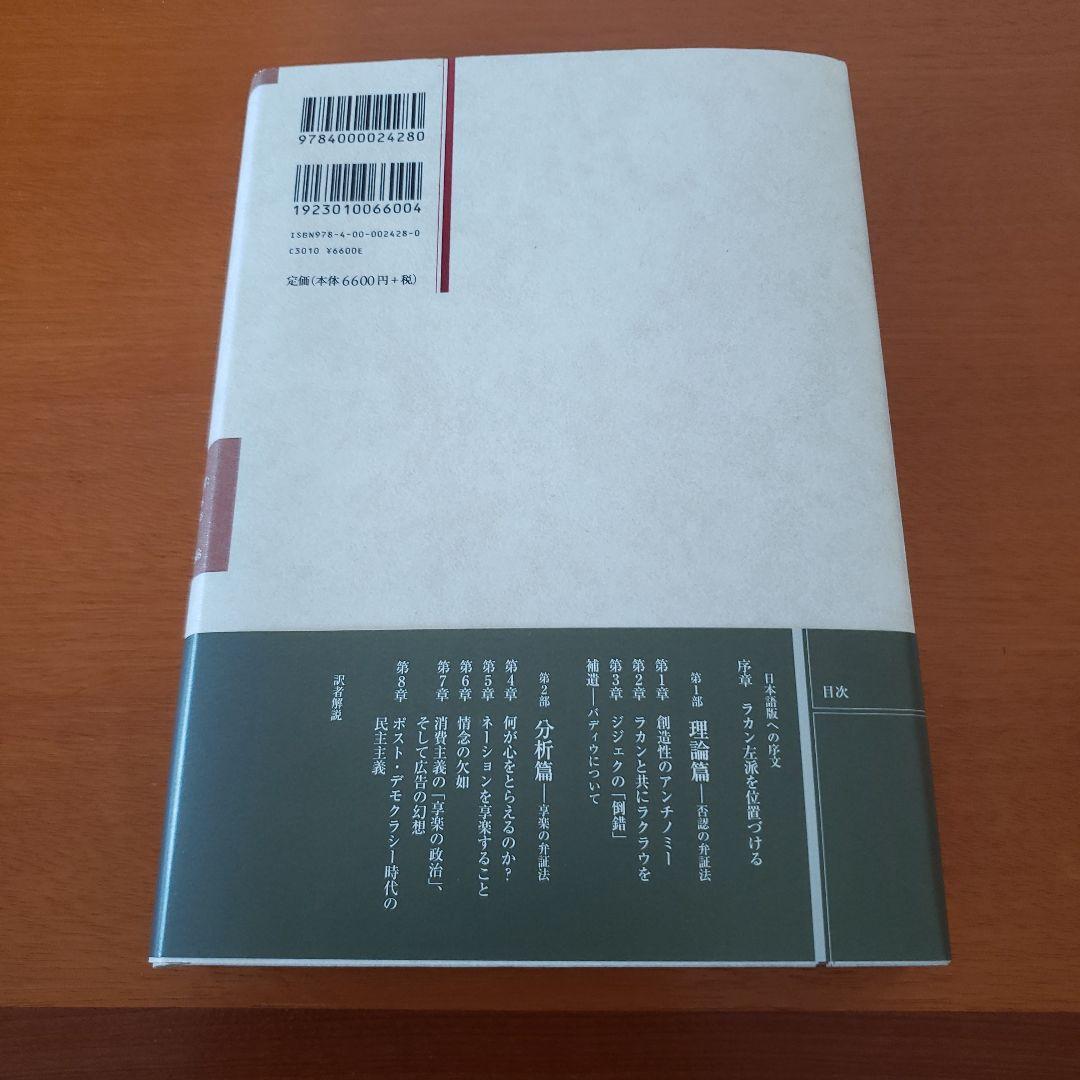 9784000024280
1923010066004
ISBN978-4-00-002428-0
C3010 ¥6600E
定価(本体6600円+税)
目次
日本語版への序文
序章 ラカン左派を位置づける
第1部 理論篇——否認の弁証法
第1章 創造性のアンチノミー
第2章 ラカンと共にラクラウを
第3章 ジジェクの「倒錯」
補遺——バディウについて
第2部 分析篇——享楽の弁証法
第4章 何が心をとらえるのか?
第5章 ネーションを享楽すること
第6章 情念の欠如
第7章 消費主義の「享楽の政治」、
そして広告の幻想
第8章 ポスト・デモクラシー時代の
民主主義
訳者解説